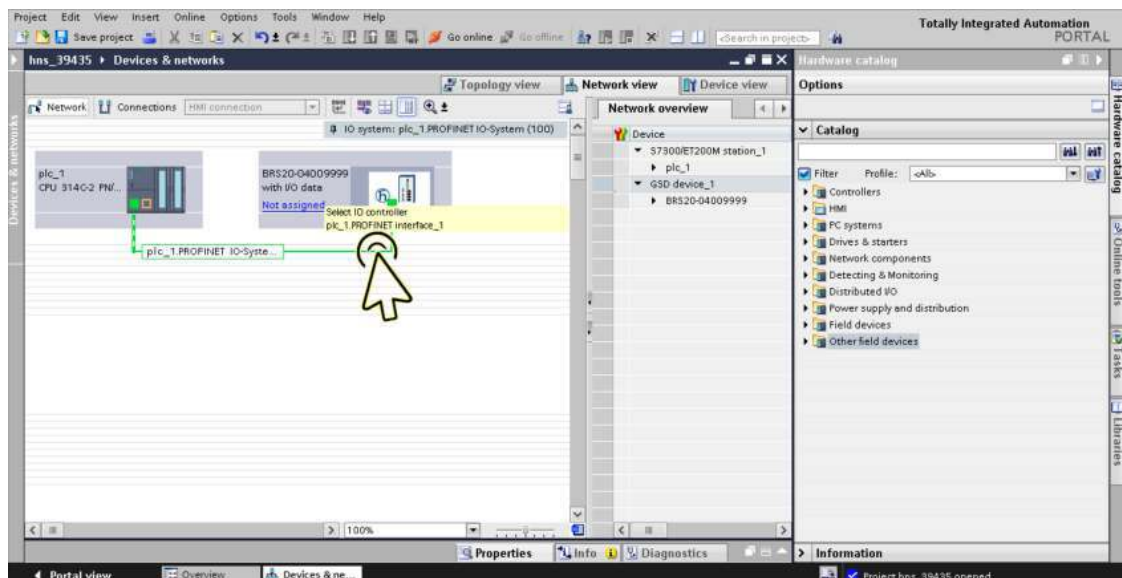 Project Edit View Insert Online Options Tools Window Help
Totally Integrated Automation
PORTAL
Save project
Go online
Go offline
<Search in project>
hns_39435 ▸ Devices & networks
Hardware catalog
Topology view
Network view
Device view
Options
Network
Connections
HMI connection
Network overview
IO system: plc_1.PROFINET IO-System (100)
Device
S7300/ET200M station_1
plc_1
GSD device_1
BRS20-04009999
plc_1
CPU 314C-2 PN/...
BRS20-04009999
with I/O data
Not assigned
Select IO controller
plc_1.PROFINET interface_1
plc_1.PROFINET IO-Syste...
Catalog
Filter
Profile:
<All>
Controllers
HMI
PC systems
Drives & starters
Network components
Detecting & Monitoring
Distributed I/O
Power supply and distribution
Field devices
Other field devices
Devices & networks
Hardware catalog
Online tools
Tasks
Libraries
100%
Properties
Info
Diagnostics
Information
Portal view
Overview
Devices & ne...
Project hns_39435 opened.